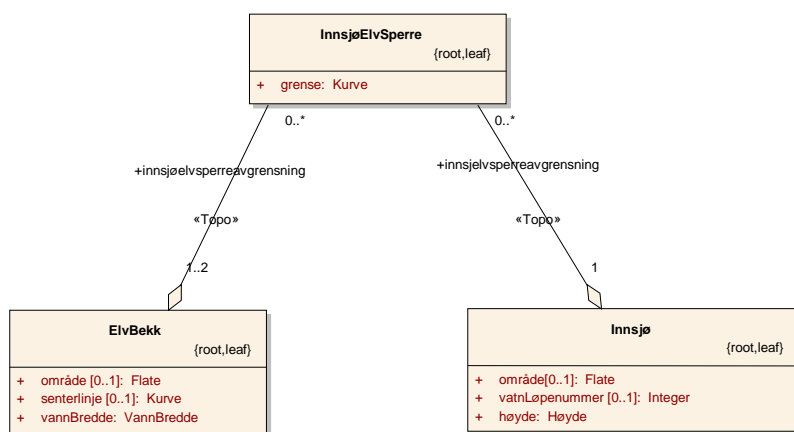 InnsjøElvSperre
{root,leaf}
+ grense: Kurve
0..*
0..*
+innsjøelvsperreavgrensning
+innsjelvsperreavgrensning
«Topo»
«Topo»
1..2
1
ElvBekk
{root,leaf}
+ område [0..1]: Flate
+ senterlinje [0..1]: Kurve
+ vannBredde: VannBredde
Innsjø
{root,leaf}
+ område[0..1]: Flate
+ vatnLøpenummer [0..1]: Integer
+ høyde: Høyde